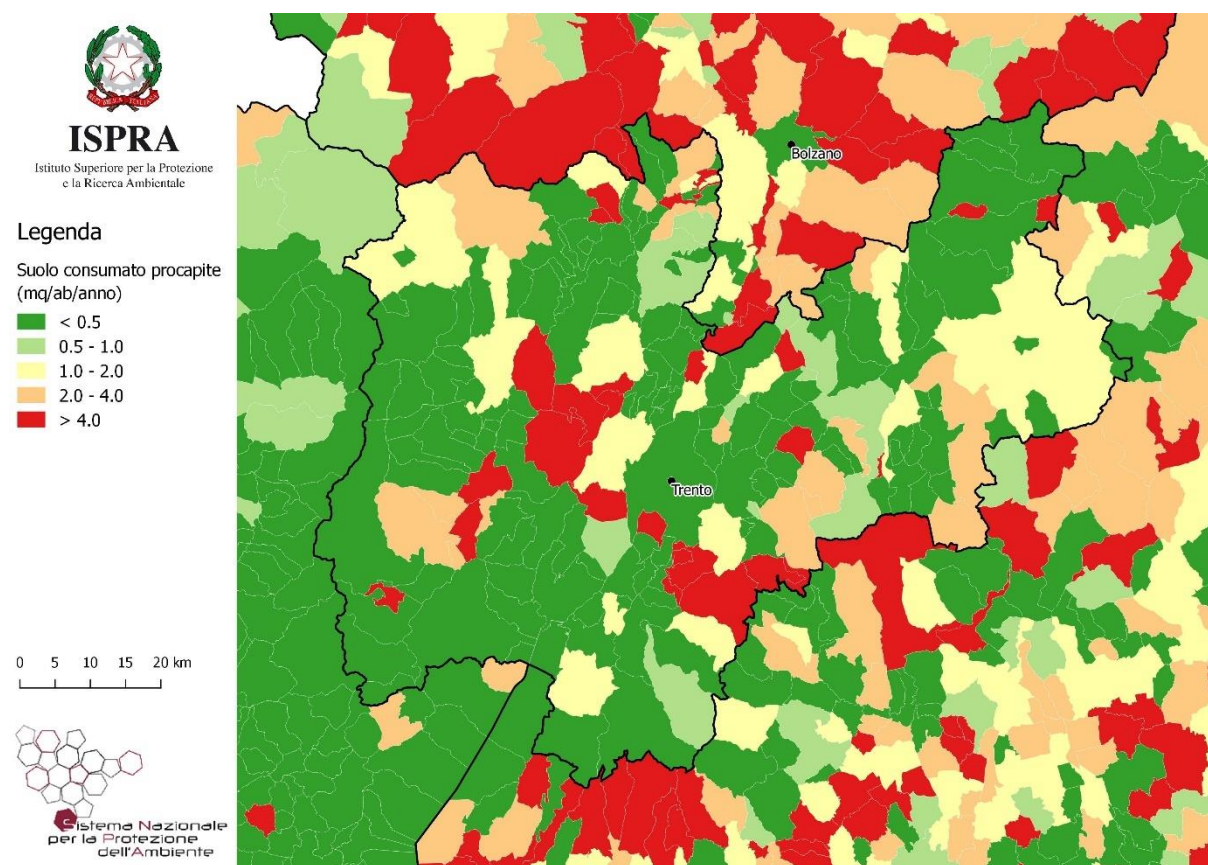 REPVBBLICA ITALIANA
ISPRA
Istituto Superiore per la Protezione
e la Ricerca Ambientale
Legenda
Suolo consumato procapite
(mq/ab/anno)
< 0.5
0.5 - 1.0
1.0 - 2.0
2.0 - 4.0
> 4.0
0 5 10 15 20 km
Sistema Nazionale
per la Protezione
dell'Ambiente
Bolzano
Trento